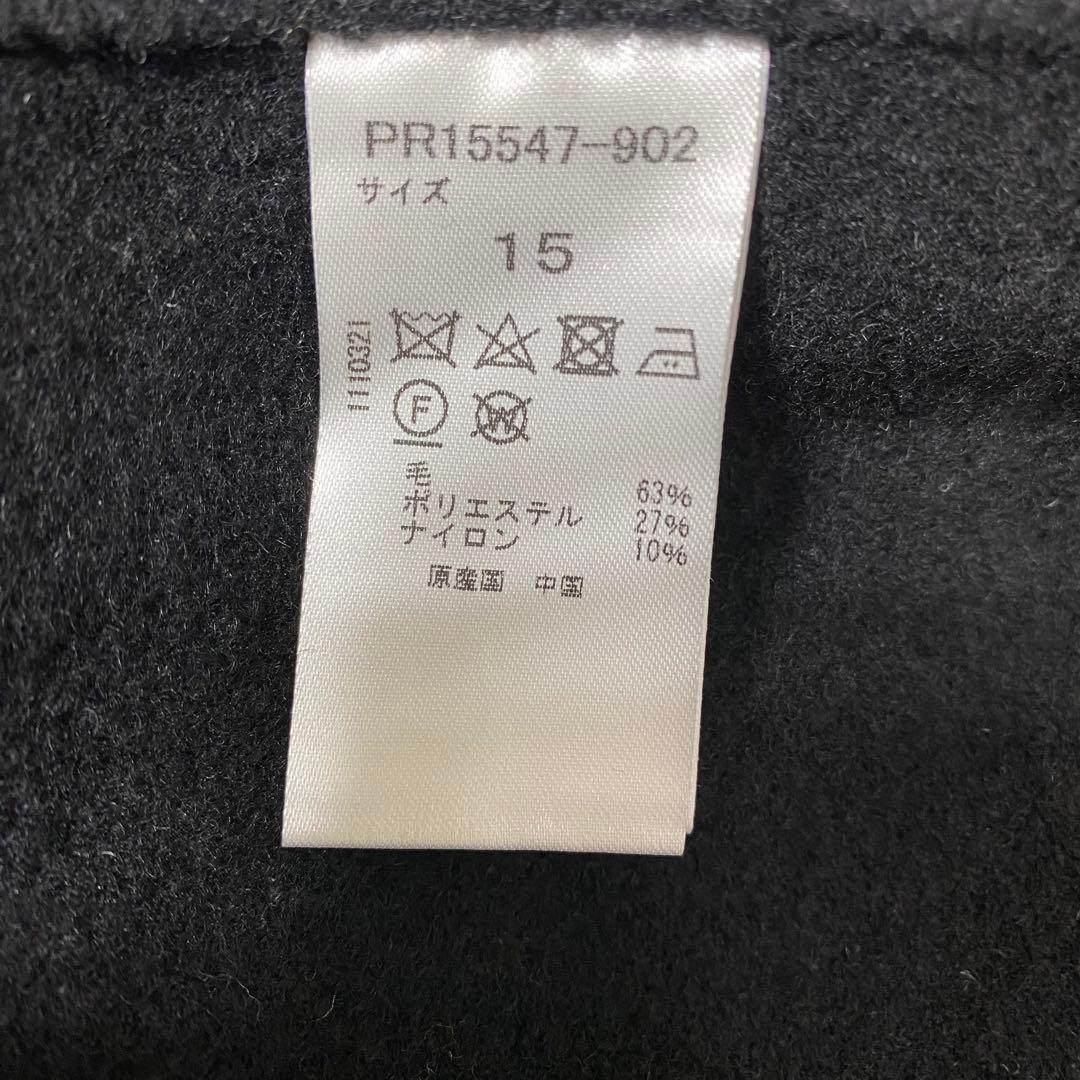 PR15547-902
サイズ
15
1110321
F
W
毛 63%
ポリエステル 27%
ナイロン 10%
原産国 中国